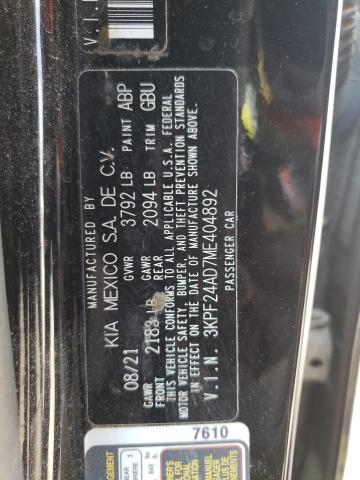 V.I.
MANUFACTURED BY
KIA MEXICO S.A. DE C.V.
08/21 GVWR 3792 LB PAINT ABP
GAWR FRONT 2183 LB GAWR REAR 2094 LB TRIM GBU
THIS VEHICLE CONFORMS TO ALL APPLICABLE U.S.A. FEDERAL
MOTOR VEHICLE SAFETY, BUMPER, AND THEFT PREVENTION STANDARDS
IN EFFECT ON THE DATE OF MANUFACTURE SHOWN ABOVE.
V.I.N. 3KPF24AD7ME404892
PASSENGER CAR
7610